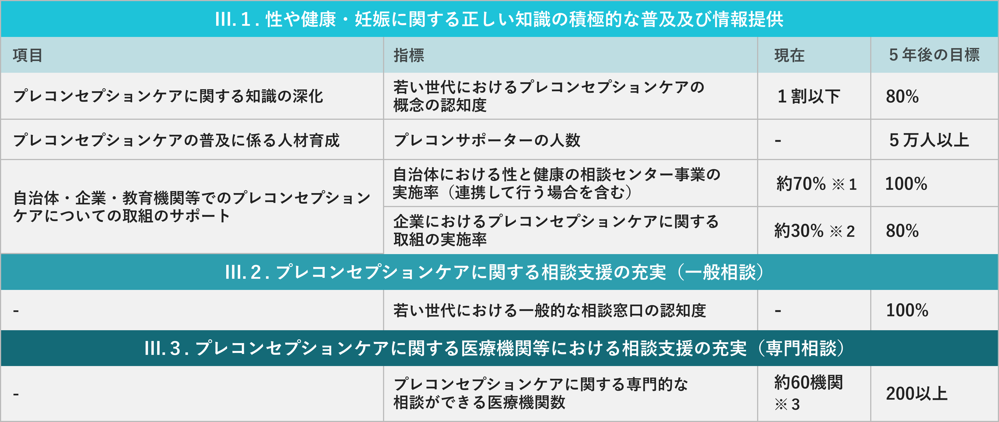 III.１．性や健康・妊娠に関する正しい知識の積極的な普及及び情報提供
項目
指標
現在
５年後の目標
プレコンセプションケアに関する知識の深化
若い世代におけるプレコンセプションケアの
概念の認知度
１割以下
80%
プレコンセプションケアの普及に係る人材育成
プレコンサポーターの人数
-
５万人以上
自治体・企業・教育機関等でのプレコンセプション
ケアについての取組のサポート
自治体における性と健康の相談センター事業の
実施率（連携して行う場合を含む）
約70% ※１
100%
企業におけるプレコンセプションケアに関する
取組の実施率
約30% ※２
80%
III.２．プレコンセプションケアに関する相談支援の充実（一般相談）
-
若い世代における一般的な相談窓口の認知度
-
100%
III.３．プレコンセプションケアに関する医療機関等における相談支援の充実（専門相談）
-
プレコンセプションケアに関する専門的な
相談ができる医療機関数
約60機関
※３
200以上